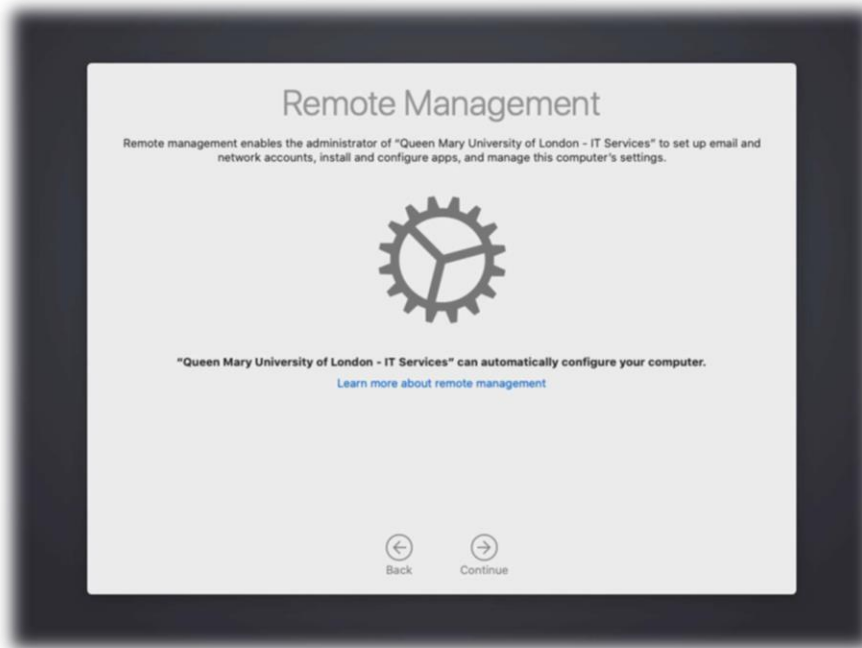 Remote Management
Remote management enables the administrator of “Queen Mary University of London - IT Services” to set up email and
network accounts, install and configure apps, and manage this computer’s settings.
“Queen Mary University of London - IT Services” can automatically configure your computer.
Learn more about remote management
Back
Continue